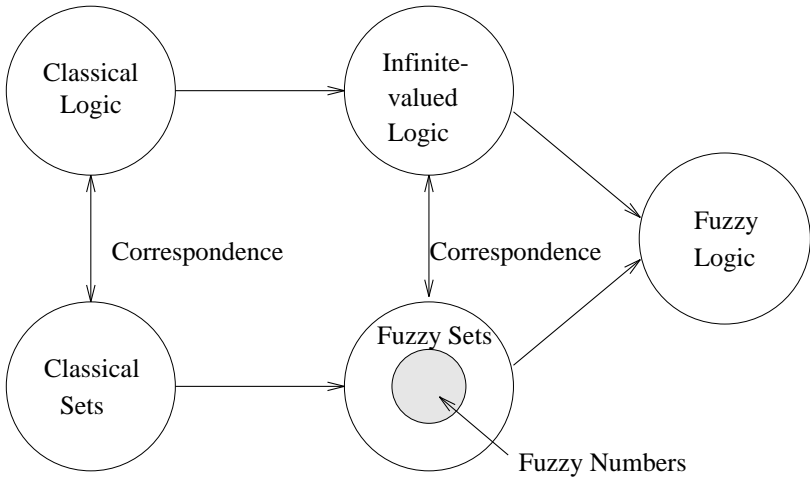 Classical
Logic
Infinite-
valued
Logic
Correspondence
Correspondence
Fuzzy
Logic
Classical
Sets
Fuzzy Sets
Fuzzy Numbers